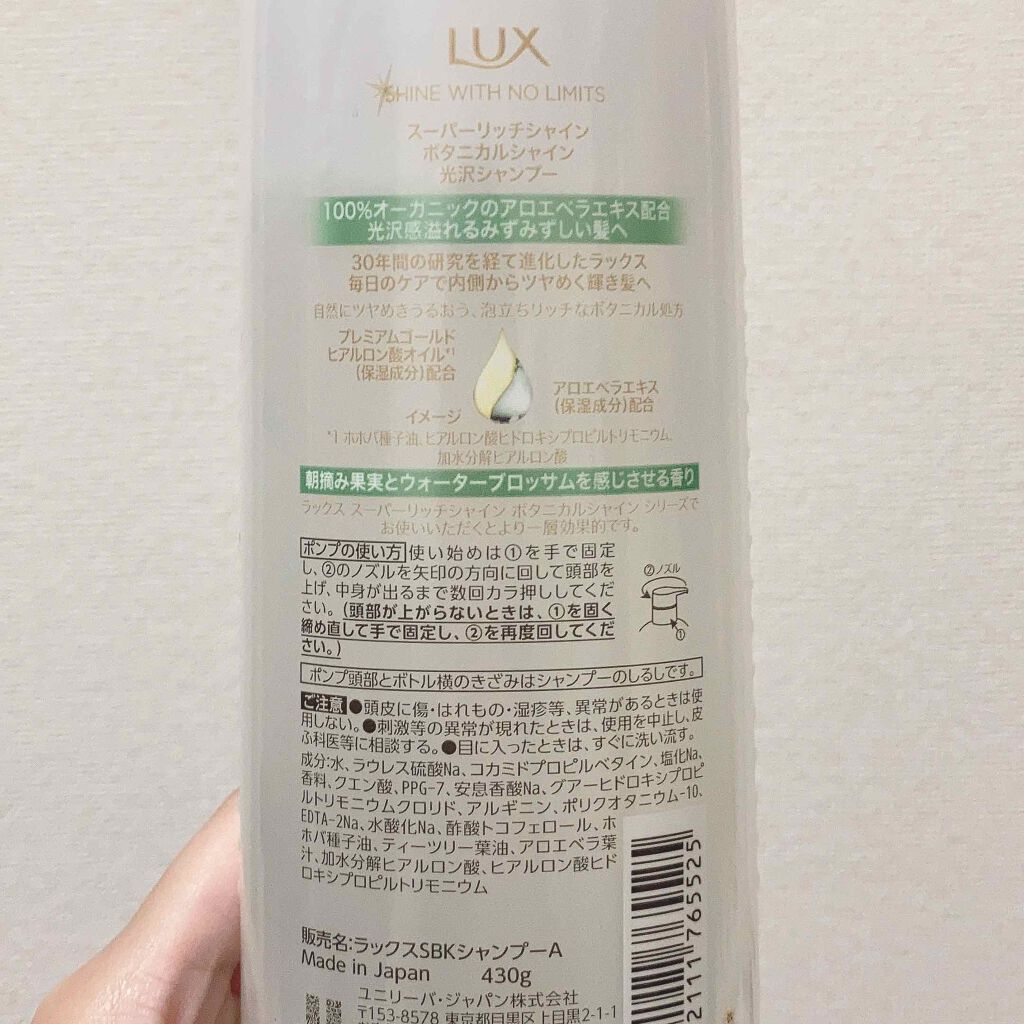 LUX
SHINE WITH NO LIMITS
スーパーリッチシャイン
ボタニカルシャイン
光沢シャンプー
100%オーガニックのアロエベラエキス配合
光沢感溢れるみずみずしい髪へ
30年間の研究を経て進化したラックス
毎日のケアで内側からツヤめく輝き髪へ
自然にツヤめきうるおう、泡立ちリッチなボタニカル処方
プレミアムゴールド
ヒアルロン酸オイル*1
(保湿成分)配合
アロエベラエキス
(保湿成分)配合
イメージ
*1 ホホバ種子油、ヒアルロン酸ヒドロキシプロピルトリモニウム、
加水分解ヒアルロン酸
朝摘み果実とウォーターブロッサムを感じさせる香り
ラックス スーパーリッチシャイン ボタニカルシャイン シリーズで
お使いいただくとより一層効果的です。
ポンプの使い方 使い始めは①を手で固定
し、②のノズルを矢印の方向に回して頭部を
上げ、中身が出るまで数回カラ押ししてくだ
さい。(頭部が上がらないときは、①を固く
締め直して手で固定し、②を再度回してくだ
さい。)
②ノズル
①
ポンプ頭部とボトル横のきざみはシャンプーのしるしです。
ご注意 ●頭皮に傷・はれもの・湿疹等、異常があるときは使
用しない。●刺激等の異常が現れたときは、使用を中止し、皮
ふ科医等に相談する。●目に入ったときは、すぐに洗い流す。
成分:水、ラウレス硫酸Na、コカミドプロピルベタイン、塩化Na、
香料、クエン酸、PPG-7、安息香酸Na、グアーヒドロキシプロピ
ルトリモニウムクロリド、アルギニン、ポリクオタニウム-10、
EDTA-2Na、水酸化Na、酢酸トコフェロール、ホ
ホバ種子油、ティーツリー葉油、アロエベラ葉
汁、加水分解ヒアルロン酸、ヒアルロン酸ヒド
ロキシプロピルトリモニウム
販売名:ラックスSBKシャンプーA
Made in Japan 430g
ユニリーバ・ジャパン株式会社
〒153-8578 東京都目黒区上目黒2-1-1
21117655525